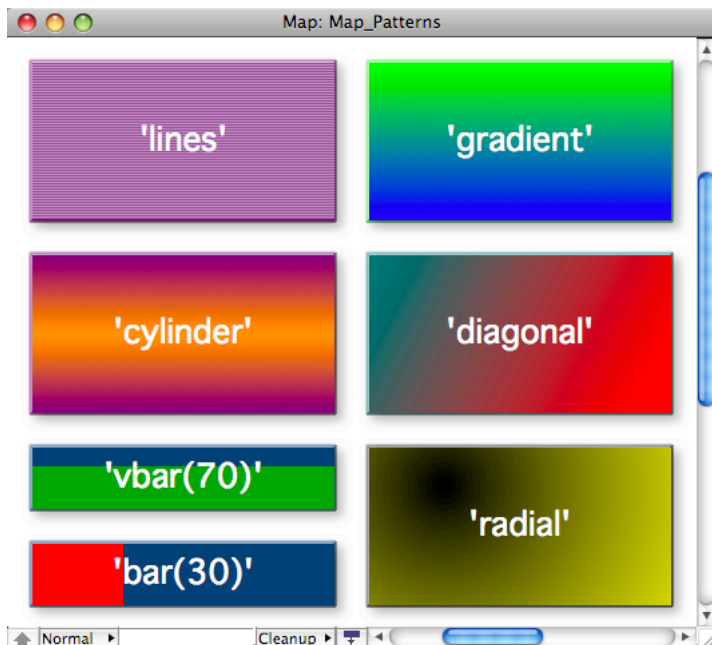 Map: Map_Patterns
'lines'
'gradient'
'cylinder'
'diagonal'
'vbar(70)'
'radial'
'bar(30)'
Normal
Cleanup